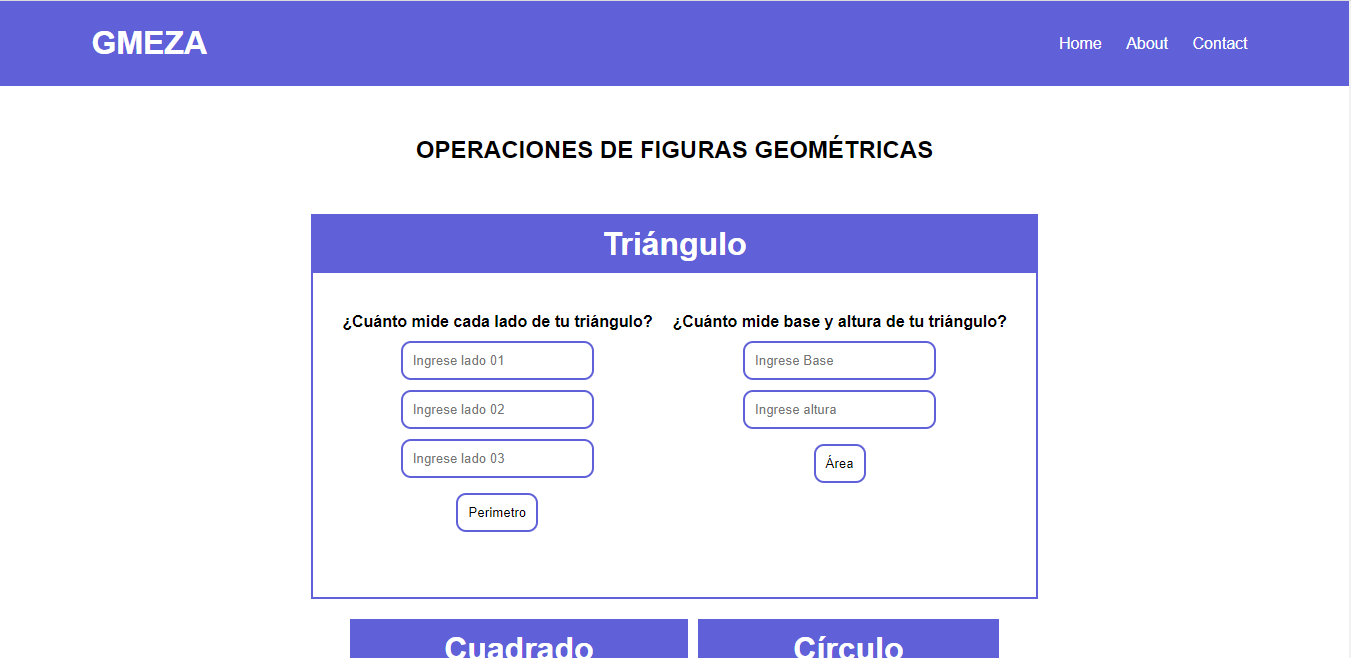 GMEZA
Home About Contact
OPERACIONES DE FIGURAS GEOMÉTRICAS
Triángulo
¿Cuánto mide cada lado de tu triángulo?
Ingrese lado 01
Ingrese lado 02
Ingrese lado 03
Perimetro
¿Cuánto mide base y altura de tu triángulo?
Ingrese Base
Ingrese altura
Área
Cuadrado
Círculo